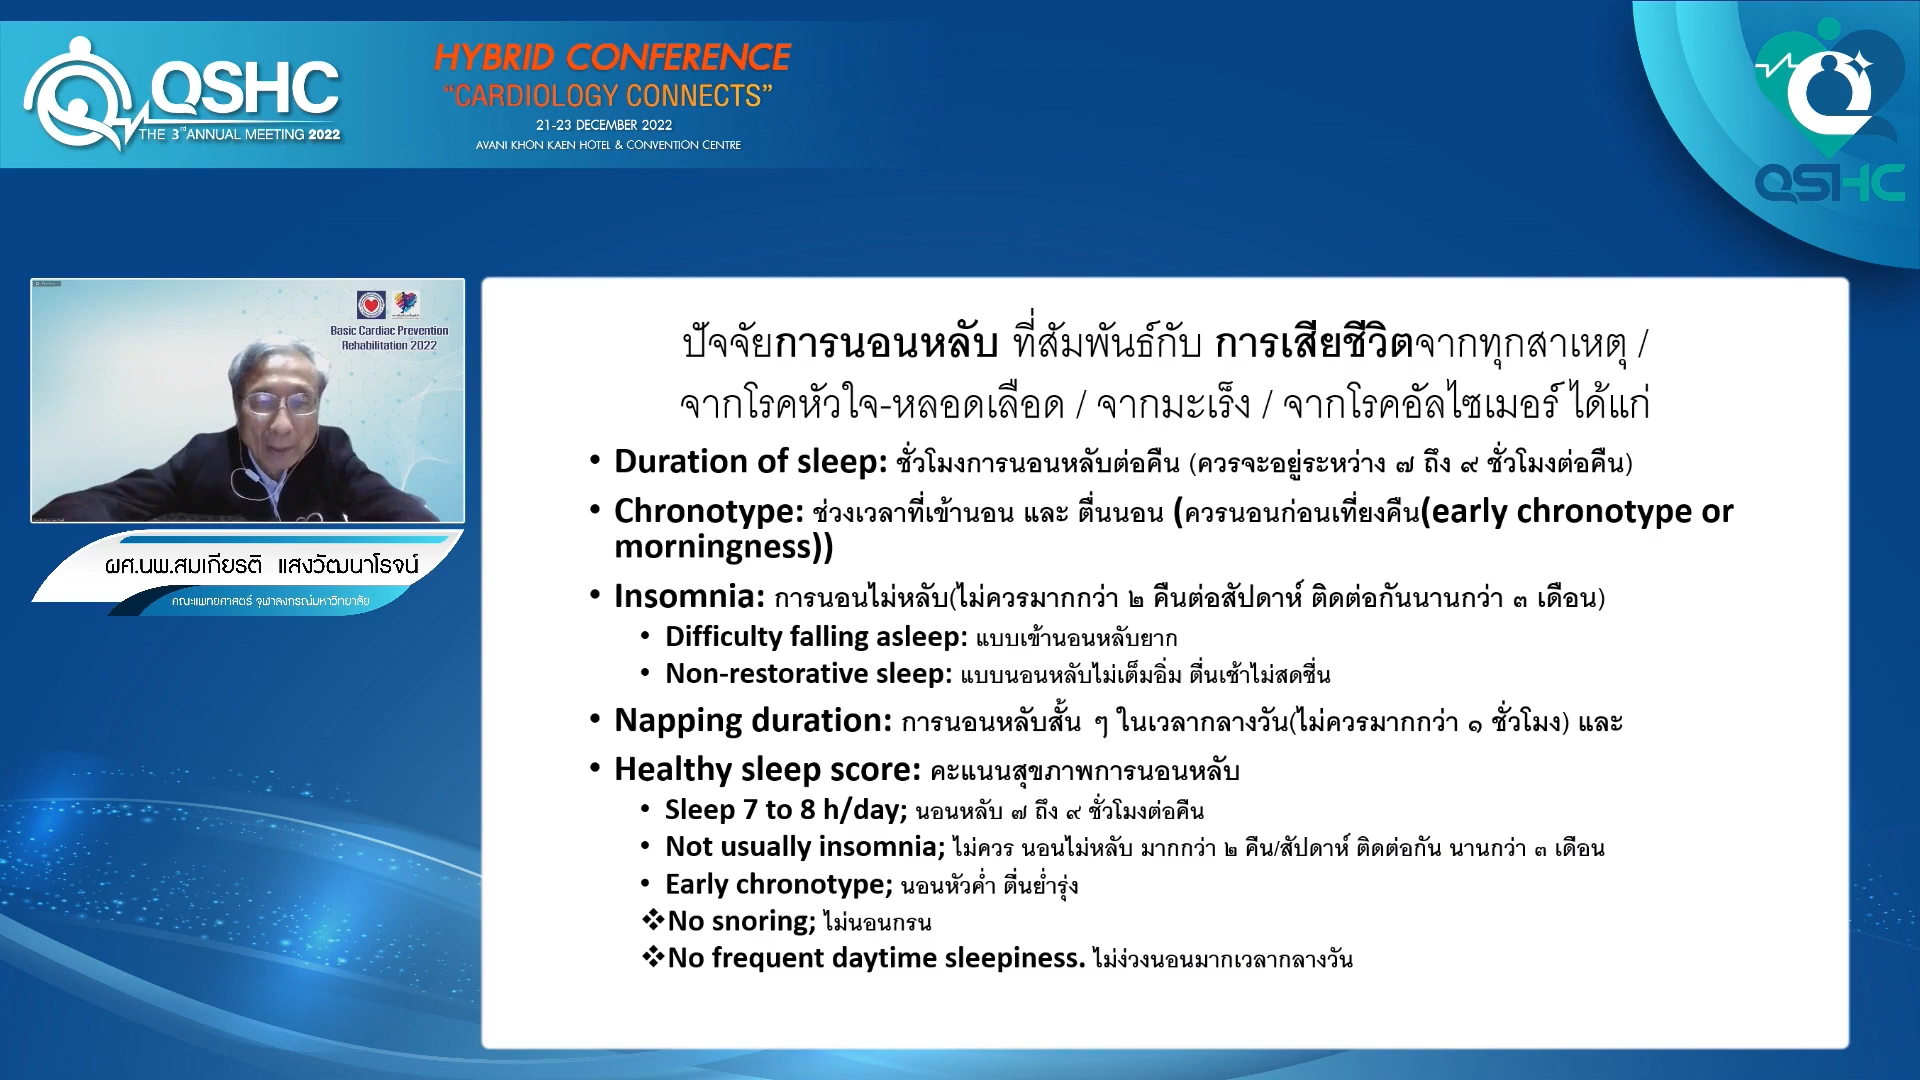 QSHC
THE 3rd ANNUAL MEETING 2022
HYBRID CONFERENCE
“CARDIOLOGY CONNECTS”
21-23 DECEMBER 2022
AVANI KHON KAEN HOTEL & CONVENTION CENTRE
QSHC
Basic Cardiac Prevention
Rehabilitation 2022
ผศ.นพ.สมเกียรติ แสงวัฒนาโรจน์
คณะแพทยศาสตร์ จุฬาลงกรณ์มหาวิทยาลัย
ปัจจัยการนอนหลับ ที่สัมพันธ์กับ การเสียชีวิตจากทุกสาเหตุ /
จากโรคหัวใจ-หลอดเลือด / จากมะเร็ง / จากโรคอัลไซเมอร์ ได้แก่
• Duration of sleep: ชั่วโมงการนอนหลับต่อคืน (ควรจะอยู่ระหว่าง ๗ ถึง ๙ ชั่วโมงต่อคืน)
• Chronotype: ช่วงเวลาที่เข้านอน และ ตื่นนอน (ควรนอนก่อนเที่ยงคืน(early chronotype or
morningness))
• Insomnia: การนอนไม่หลับ(ไม่ควรมากกว่า ๒ คืนต่อสัปดาห์ ติดต่อกันนานกว่า ๓ เดือน)
• Difficulty falling asleep: แบบเข้านอนหลับยาก
• Non-restorative sleep: แบบนอนหลับไม่เต็มอิ่ม ตื่นเช้าไม่สดชื่น
• Napping duration: การนอนหลับสั้น ๆ ในเวลากลางวัน(ไม่ควรมากกว่า ๑ ชั่วโมง) และ
• Healthy sleep score: คะแนนสุขภาพการนอนหลับ
• Sleep 7 to 8 h/day; นอนหลับ ๗ ถึง ๙ ชั่วโมงต่อคืน
• Not usually insomnia; ไม่ควร นอนไม่หลับ มากกว่า ๒ คืน/สัปดาห์ ติดต่อกัน นานกว่า ๓ เดือน
• Early chronotype; นอนหัวค่ำ ตื่นย่ำรุ่ง
❖No snoring; ไม่นอนกรน
❖No frequent daytime sleepiness. ไม่ง่วงนอนมากเวลากลางวัน